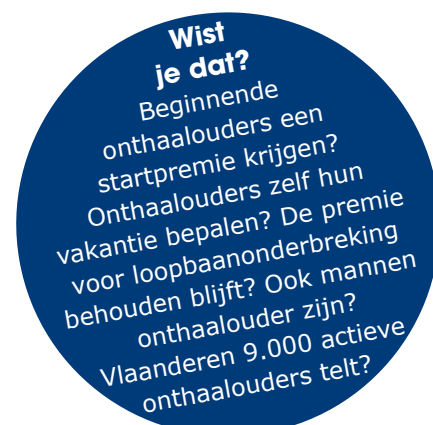 Wist
je dat?
Beginnende
onthaalouders een
startpremie krijgen?
Onthaalouders zelf hun
vakantie bepalen? De premie
voor loopbaanonderbreking
behouden blijft? Ook mannen
onthaalouder zijn?
Vlaanderen 9.000 actieve
onthaalouders telt?